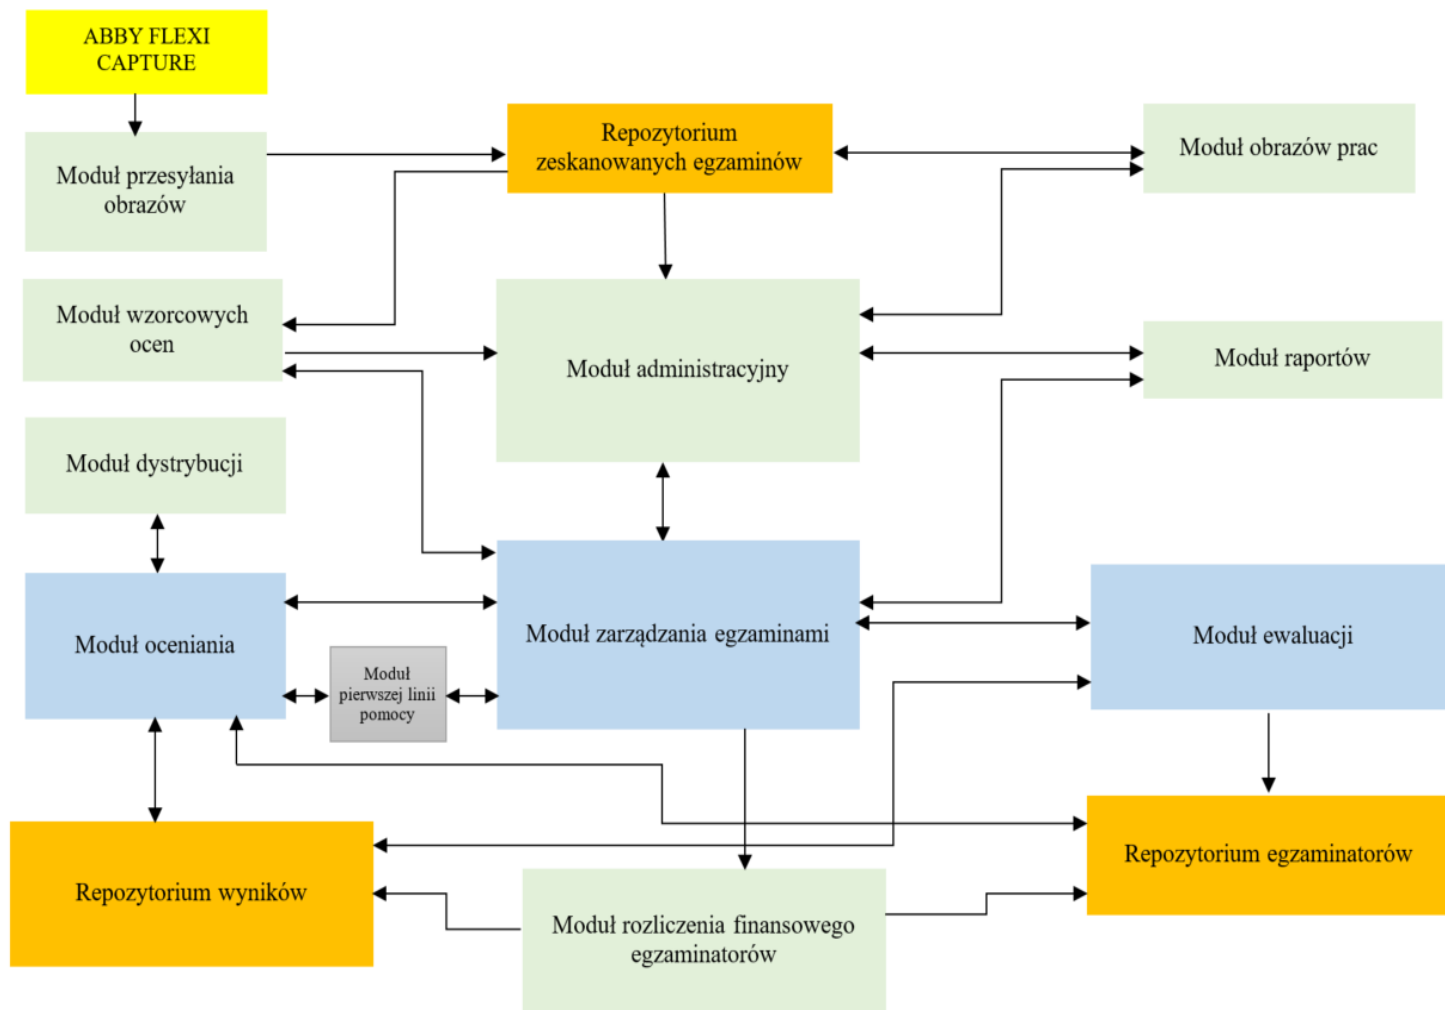 ABBY FLEXI
CAPTURE
Moduł przesyłania
obrazów
Repozytorium
zeskanowanych egzaminów
Moduł obrazów prac
Moduł wzorcowych
ocen
Moduł administracyjny
Moduł raportów
Moduł dystrybucji
Moduł oceniania
Moduł
pierwszej linii
pomocy
Moduł zarządzania egzaminami
Moduł ewaluacji
Repozytorium wyników
Moduł rozliczenia finansowego
egzaminatorów
Repozytorium egzaminatorów